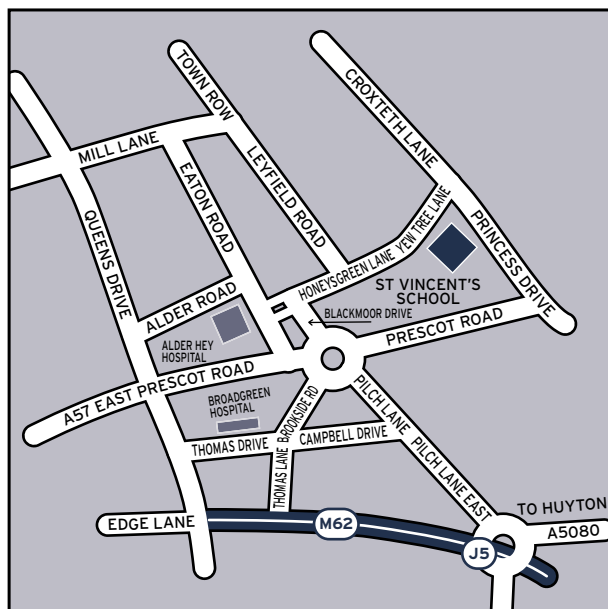 TOWN ROW
CROXTETH LANE
MILL LANE
LEYFIELD ROAD
EATON ROAD
YEW TREE LANE
QUEENS DRIVE
PRINCESS DRIVE
HONEYSGREEN LANE
ST VINCENT'S
SCHOOL
ALDER ROAD
BLACKMOOR DRIVE
ALDER HEY
HOSPITAL
PRESCOT ROAD
A57 EAST PRESCOT ROAD
BROADGREEN
HOSPITAL
BROOKSIDE RD
PILCH LANE
THOMAS DRIVE
CAMPBELL DRIVE
THOMAS LANE
PILCH LANE EAST
TO HUYTON
EDGE LANE
M62
A5080
J5